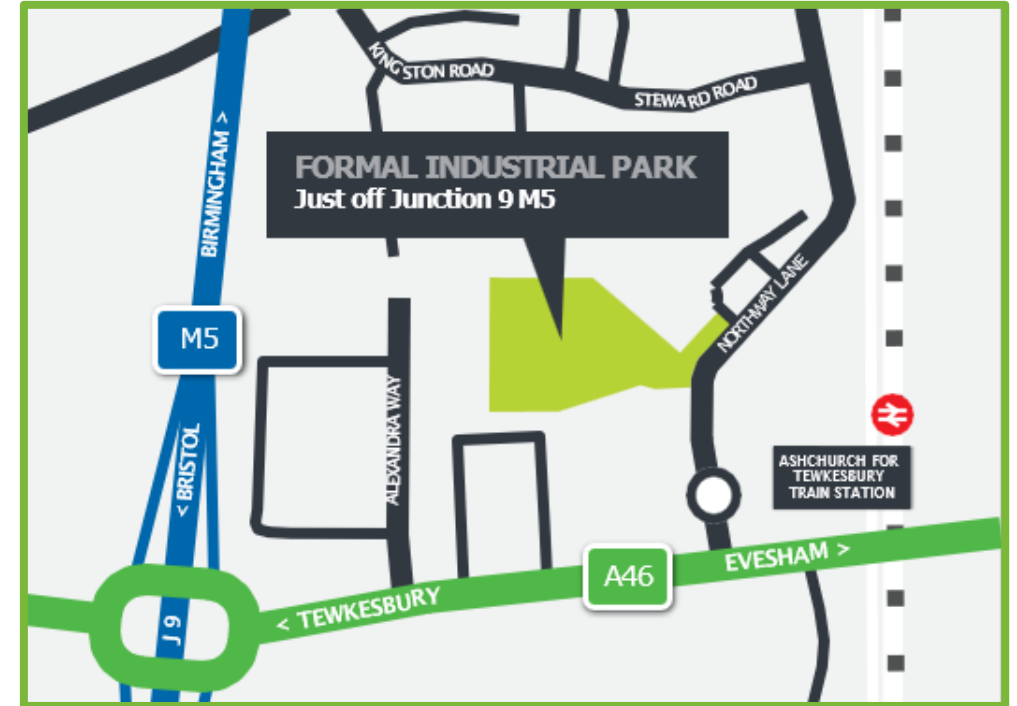 KINGSTON ROAD
STEWARD ROAD
BIRMINGHAM >
FORMAL INDUSTRIAL PARK
Just off Junction 9 M5
NORTHWAY LANE
M5
ALEXANDRA WAY
< BRISTOL
ASHCHURCH FOR
TEWKESBURY
TRAIN STATION
EVESHAM >
A46
< TEWKESBURY
J 9